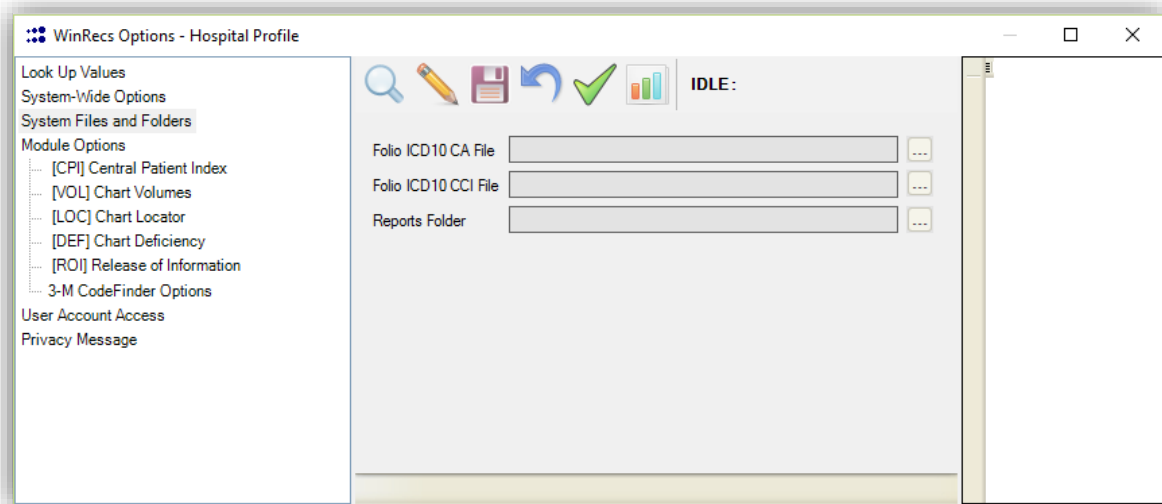 WinRecs Options - Hospital Profile
Look Up Values
System-Wide Options
System Files and Folders
Module Options
[CPI] Central Patient Index
[VOL] Chart Volumes
[LOC] Chart Locator
[DEF] Chart Deficiency
[ROI] Release of Information
3-M CodeFinder Options
User Account Access
Privacy Message
IDLE:
Folio ICD10 CA File
...
Folio ICD10 CCI File
...
Reports Folder
...